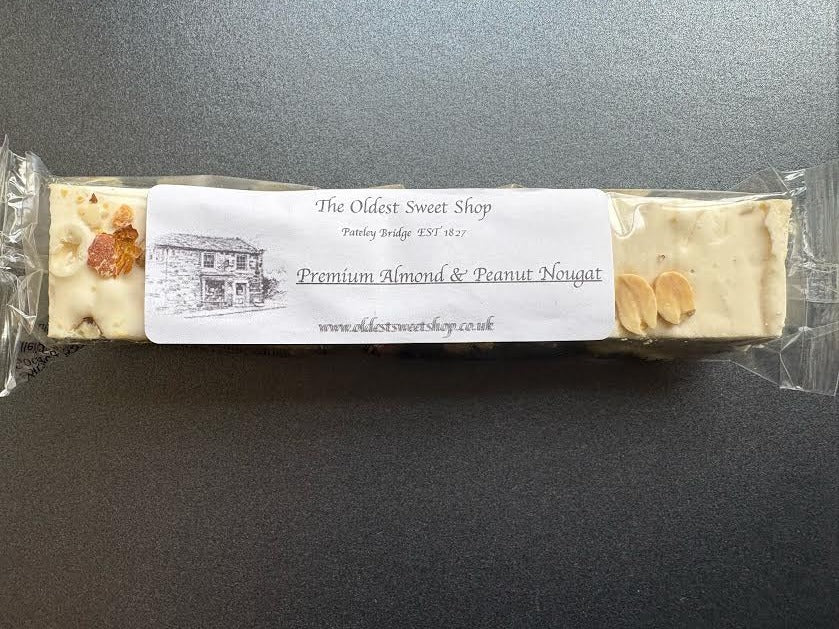 The Oldest Sweet Shop
Pateley Bridge EST 1827
Premium Almond & Peanut Nougat
www.oldestsweetshop.co.uk